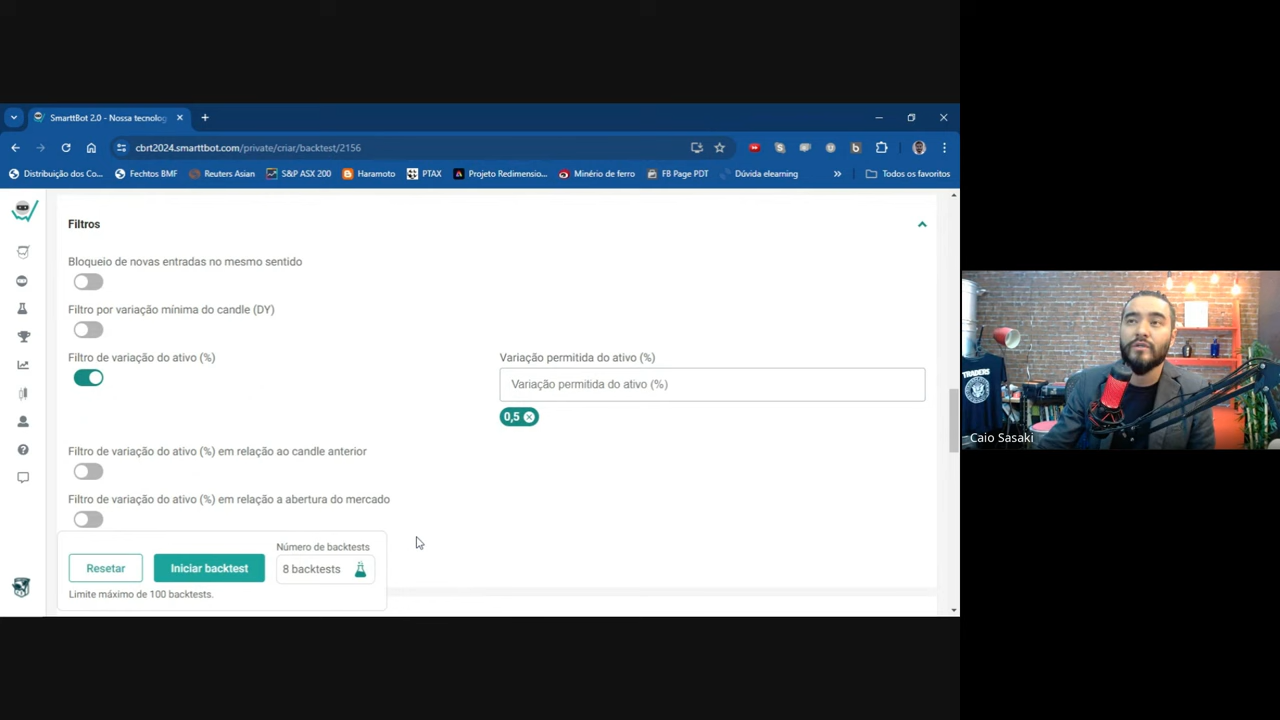 SmarttBot 2.0 - Nossa tecnolog
cbrt2024.smarttbot.com/private/criar/backtest/2156
Distribuição dos Co...
Fechtos BMF
Reuters Asian
S&P ASX 200
Haramoto
PTAX
Projeto Redimensio...
Minério de ferro
FB Page PDT
Dúvida elearning
Todos os favoritos
Filtros
Bloqueio de novas entradas no mesmo sentido
Filtro por variação mínima do candle (DY)
Filtro de variação do ativo (%)
Variação permitida do ativo (%)
Variação permitida do ativo (%)
0,5
Filtro de variação do ativo (%) em relação ao candle anterior
Filtro de variação do ativo (%) em relação a abertura do mercado
Resetar
Iniciar backtest
Número de backtests
8 backtests
Limite máximo de 100 backtests.
TRADERS
Caio Sasaki